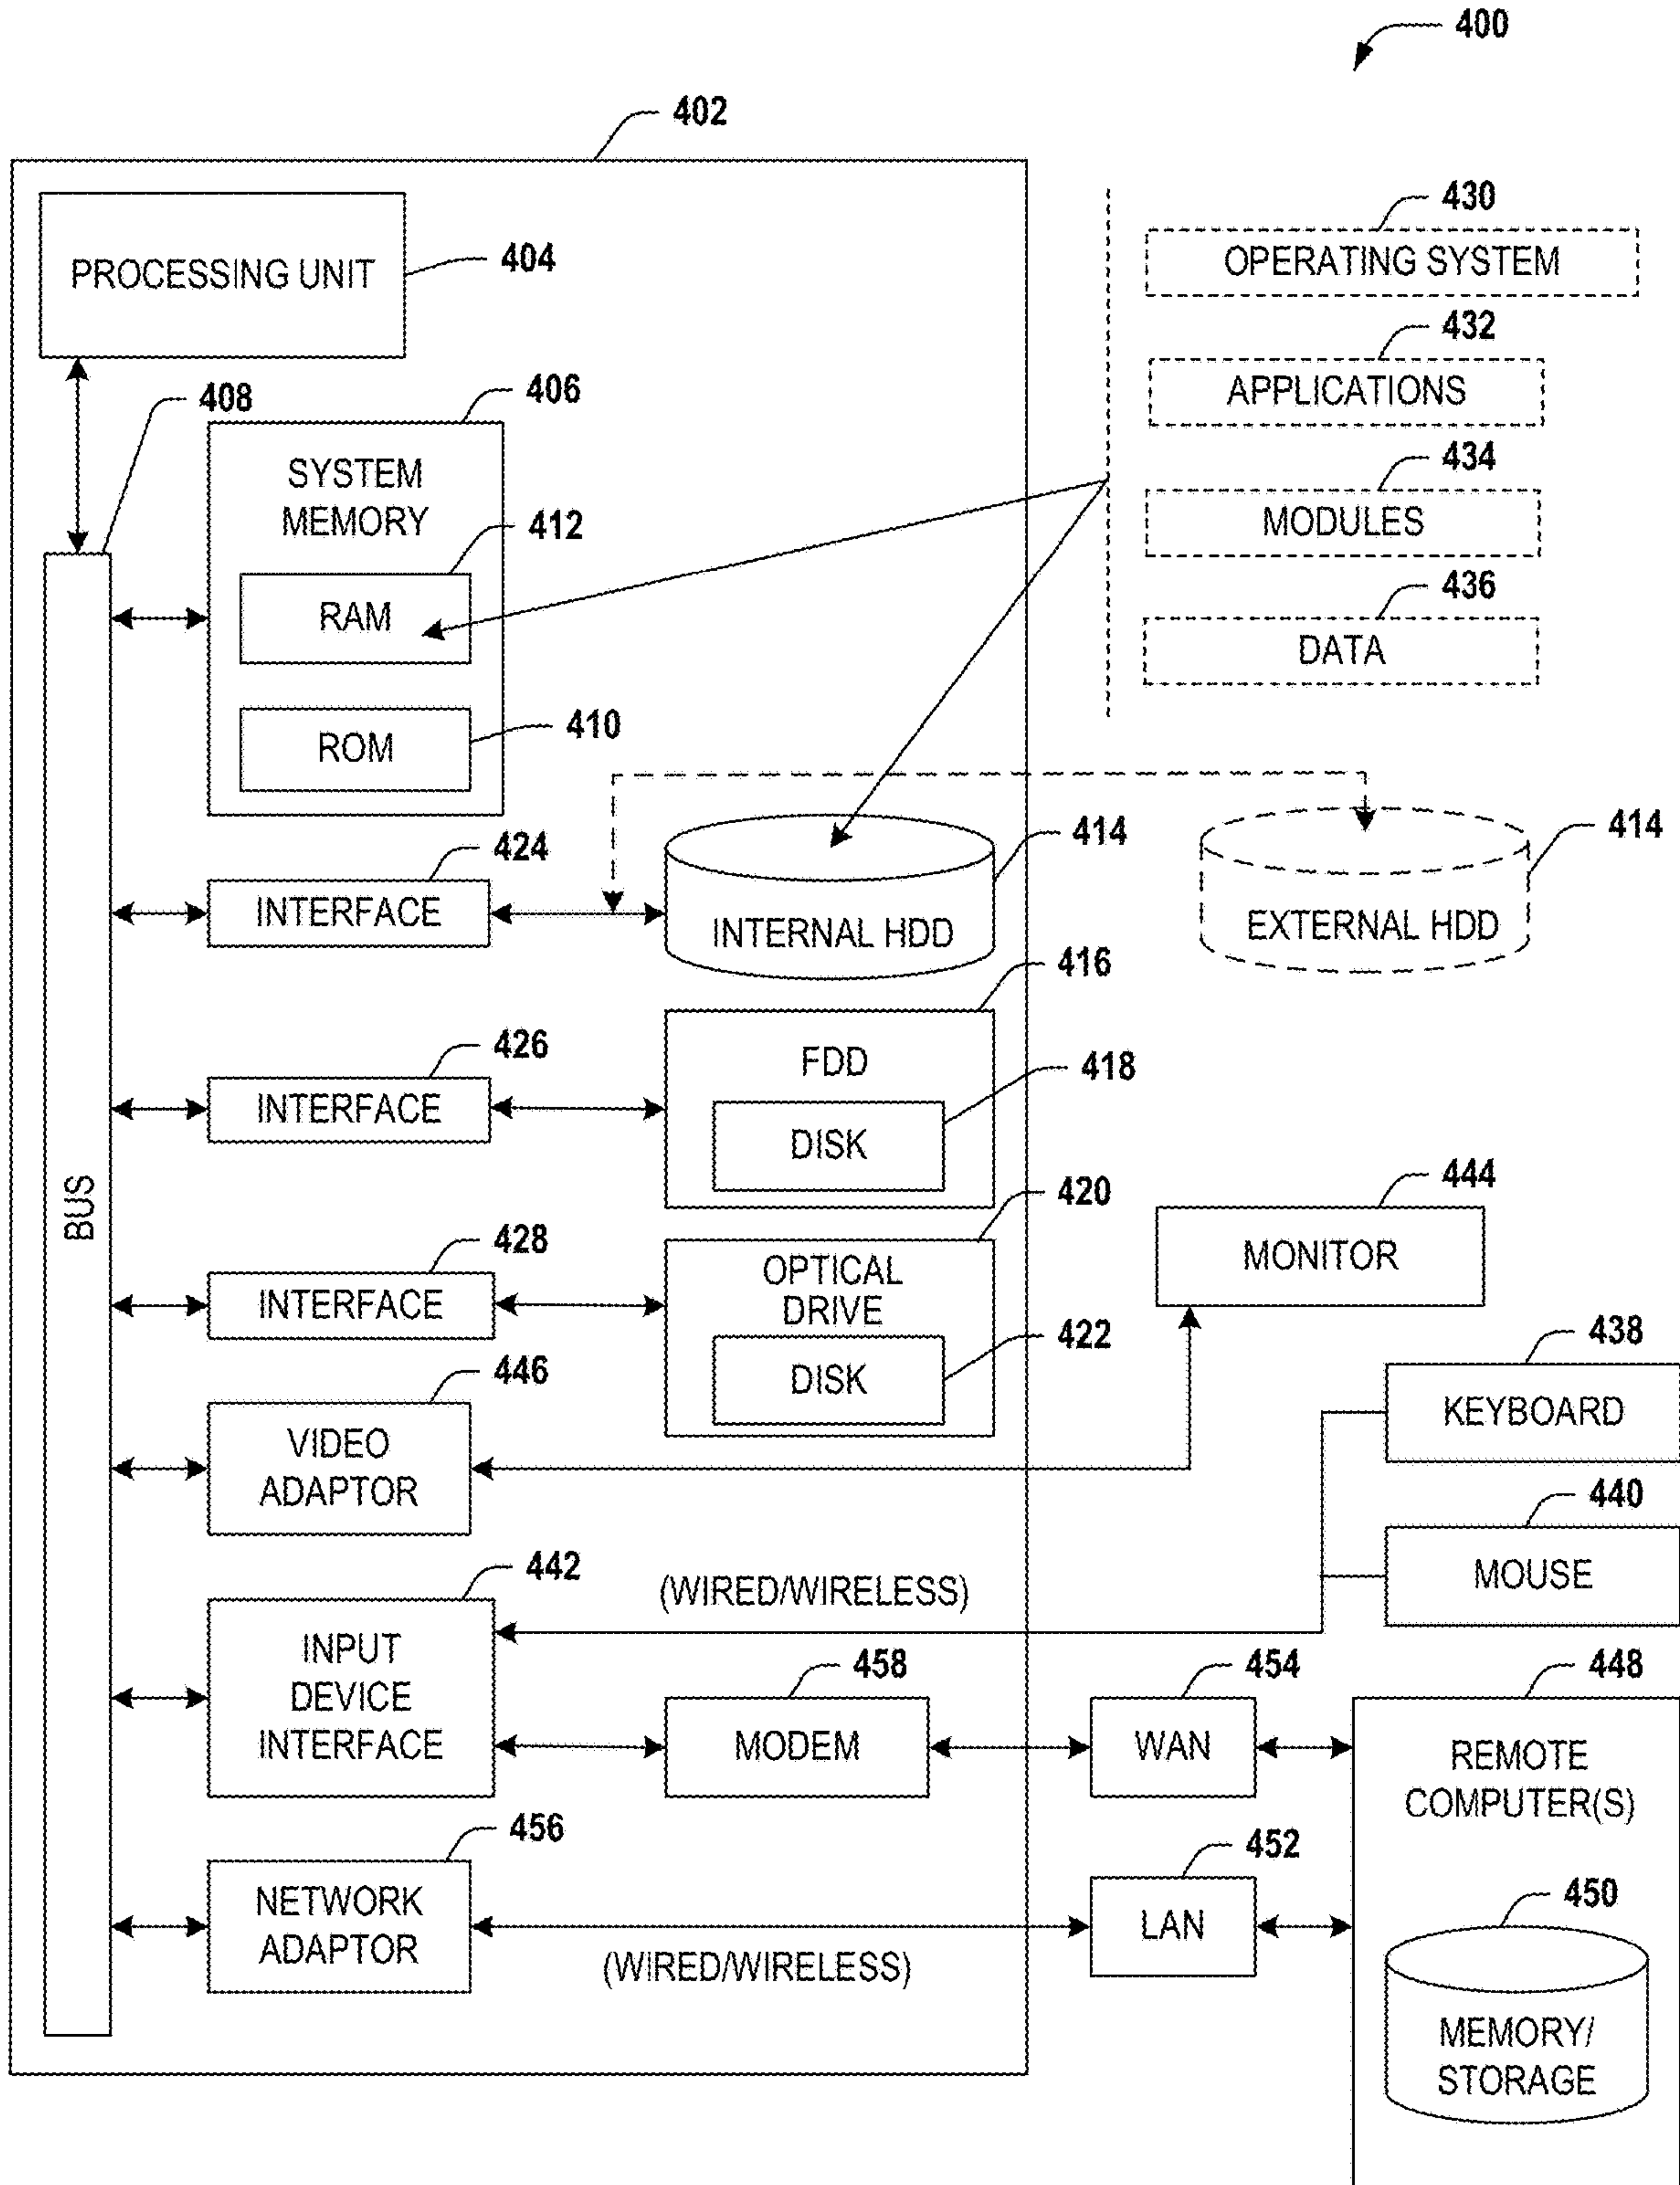 400
402
PROCESSING UNIT
404
430
OPERATING SYSTEM
432
APPLICATIONS
408
406
SYSTEM
MEMORY
434
MODULES
412
RAM
436
DATA
410
ROM
424
INTERFACE
414
INTERNAL HDD
414
EXTERNAL HDD
416
FDD
426
INTERFACE
418
DISK
BUS
420
OPTICAL
DRIVE
428
INTERFACE
422
DISK
444
MONITOR
438
KEYBOARD
446
VIDEO
ADAPTOR
440
MOUSE
442
INPUT
DEVICE
INTERFACE
(WIRED/WIRELESS)
458
MODEM
454
WAN
448
REMOTE
COMPUTER(S)
456
NETWORK
ADAPTOR
(WIRED/WIRELESS)
452
LAN
450
MEMORY/
STORAGE